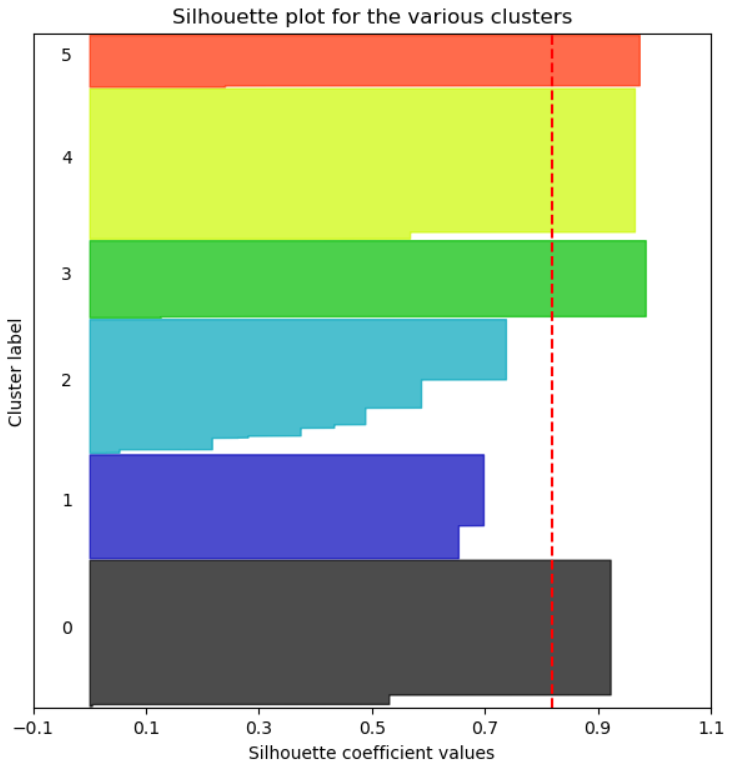 Silhouette plot for the various clusters
5
4
3
2
1
0
Cluster label
−0.1 0.1 0.3 0.5 0.7 0.9 1.1
Silhouette coefficient values